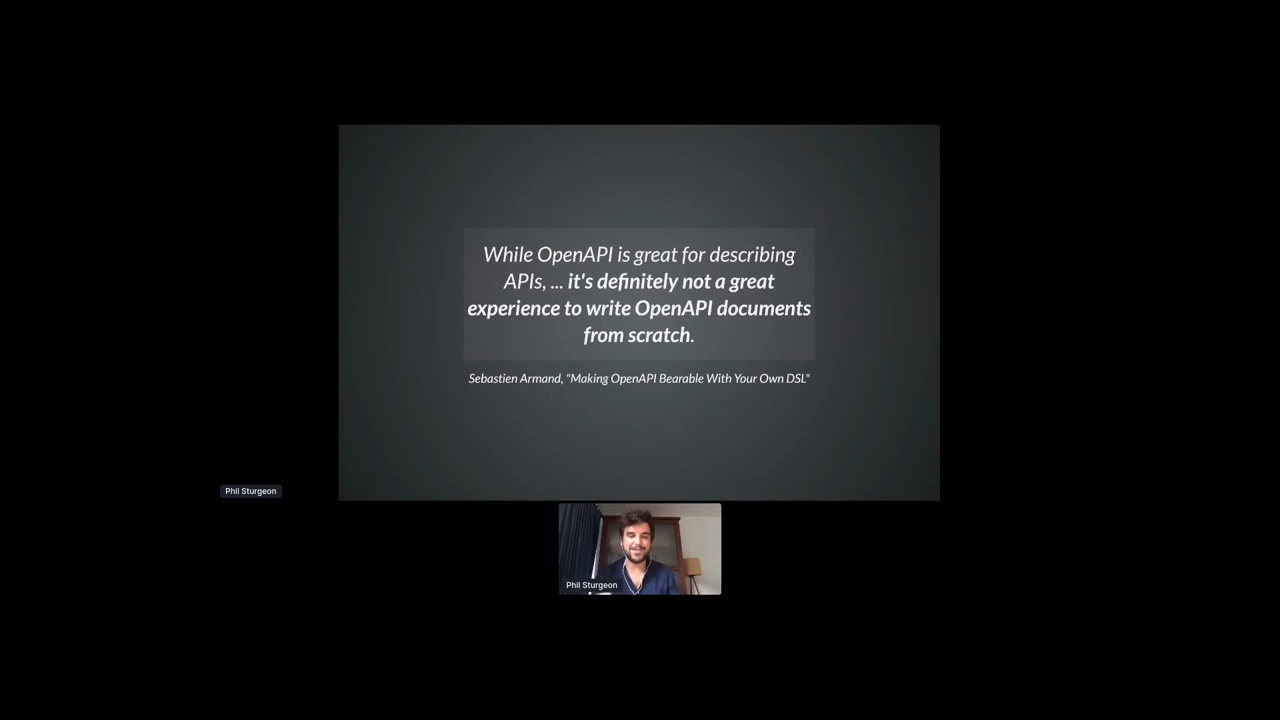 While OpenAPI is great for describing
APIs, ... it's definitely not a great
experience to write OpenAPI documents
from scratch.
Sebastien Armand, "Making OpenAPI Bearable With Your Own DSL"
Phil Sturgeon
Phil Sturgeon